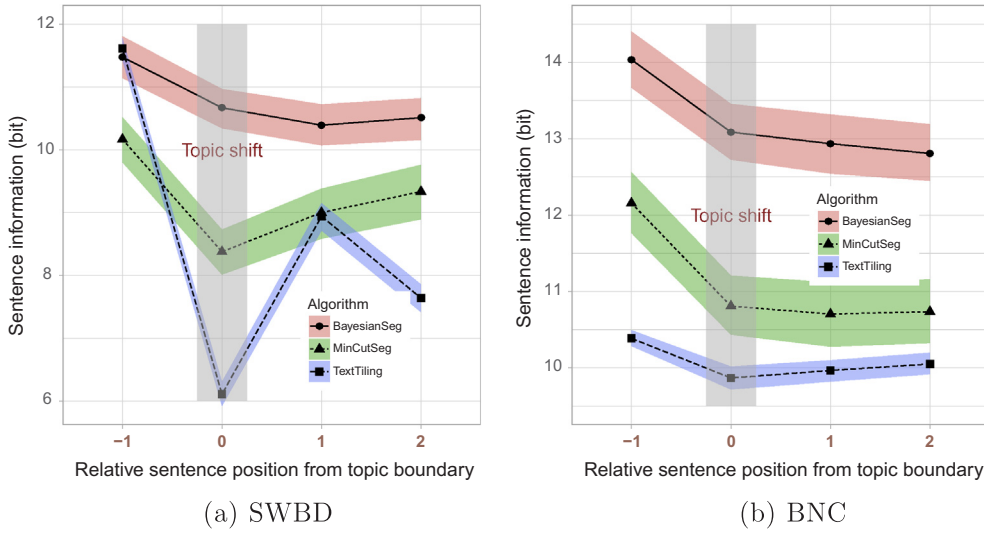 12
10
8
6
Sentence information (bit)
Topic shift
Algorithm
BayesianSeg
MinCutSeg
TextTiling
−1 0 1 2
Relative sentence position from topic boundary
(a) SWBD
14
13
12
11
10
Sentence information (bit)
Topic shift
Algorithm
BayesianSeg
MinCutSeg
TextTiling
−1 0 1 2
Relative sentence position from topic boundary
(b) BNC